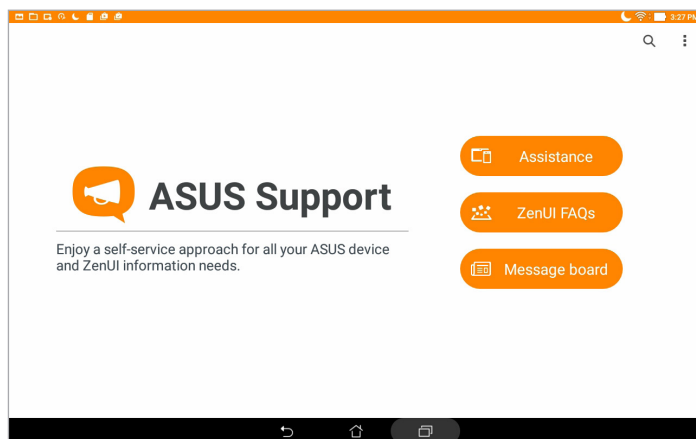 3:27 PM
ASUS Support
Enjoy a self-service approach for all your ASUS device
and ZenUI information needs.
Assistance
ZenUI FAQs
Message board